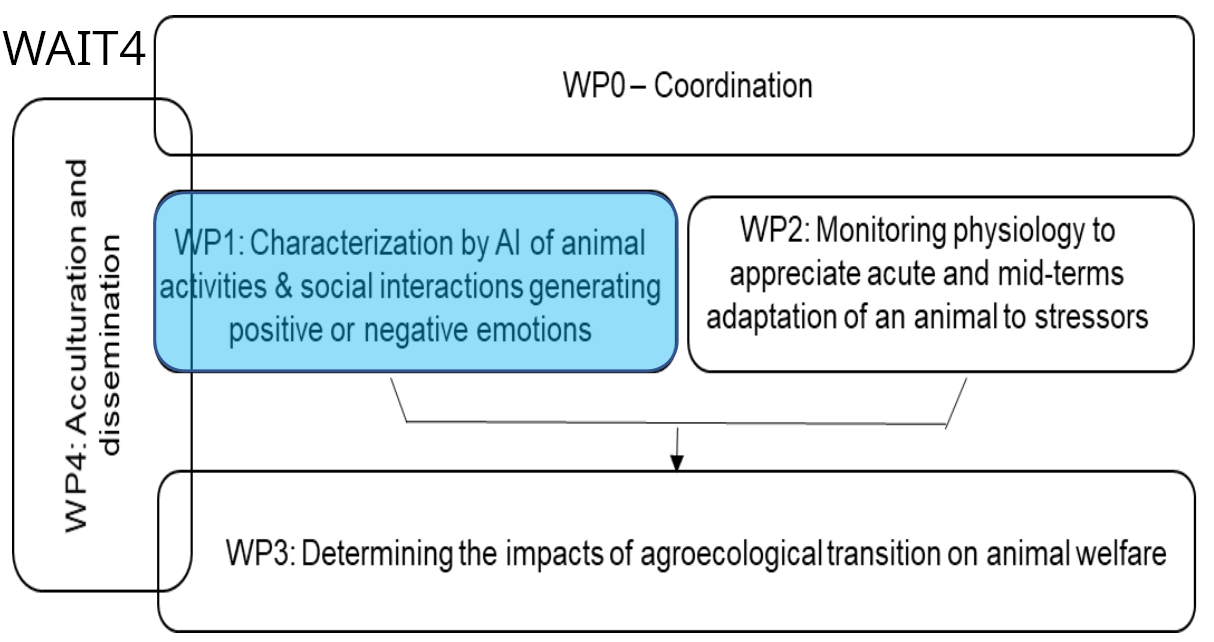 WAIT4
WP0 – Coordination
WP4: Acculturation and
dissemination
WP1: Characterization by AI of animal
activities & social interactions generating
positive or negative emotions
WP2: Monitoring physiology to
appreciate acute and mid-terms
adaptation of an animal to stressors
WP3: Determining the impacts of agroecological transition on animal welfare